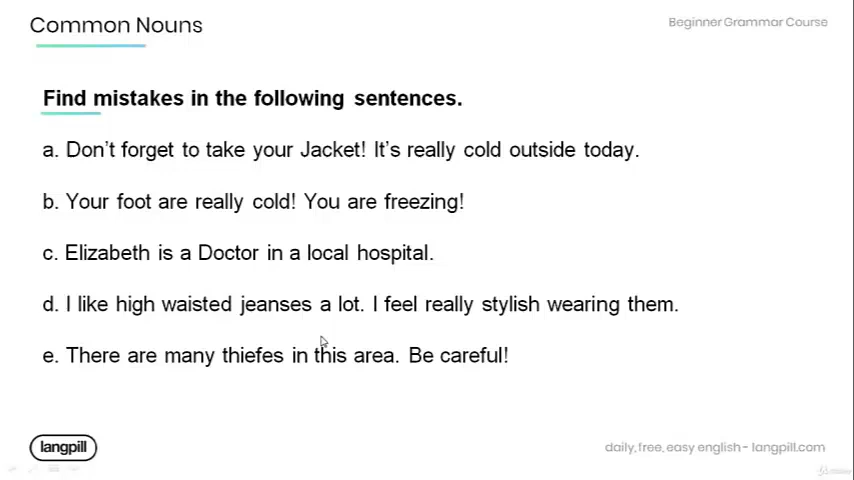 Common Nouns
Beginner Grammar Course
Find mistakes in the following sentences.
a. Don't forget to take your Jacket! It's really cold outside today.
b. Your foot are really cold! You are freezing!
c. Elizabeth is a Doctor in a local hospital.
d. I like high waisted jeanses a lot. I feel really stylish wearing them.
e. There are many thiefes in this area. Be careful!
langpill
daily, free, easy english - langpill.com